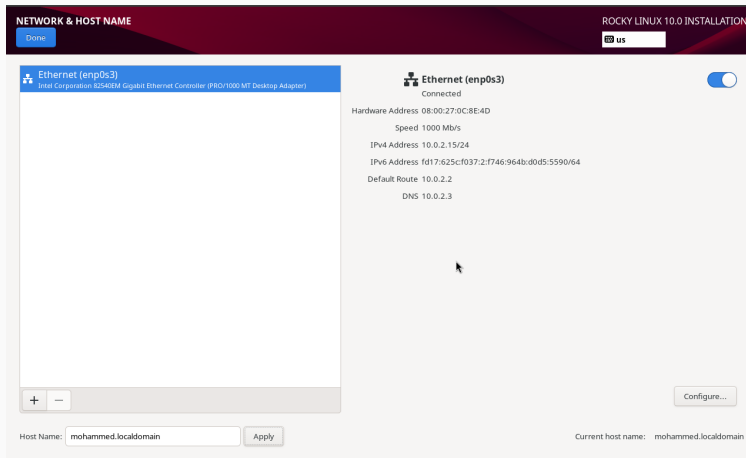 NETWORK & HOST NAME
ROCKY LINUX 10.0 INSTALLATION
Done
us
Ethernet (enp0s3)
Intel Corporation 82540EM Gigabit Ethernet Controller (PRO/1000 MT Desktop Adapter)
Ethernet (enp0s3)
Connected
Hardware Address 08:00:27:0C:8E:4D
Speed 1000 Mb/s
IPv4 Address 10.0.2.15/24
IPv6 Address fd17:625c:f037:2:f746:964b:d0d5:5590/64
Default Route 10.0.2.2
DNS 10.0.2.3
+ −
Configure...
Host Name: mohammed.localdomain Apply
Current host name: mohammed.localdomain